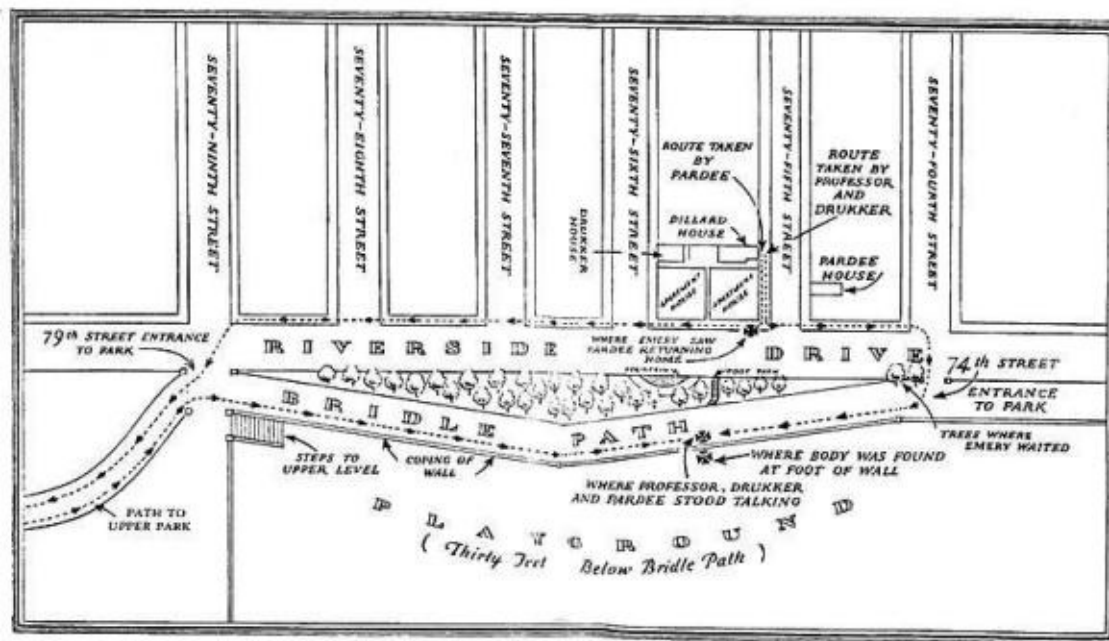 SEVENTY-NINTH STREET
SEVENTY-EIGHTH STREET
SEVENTY-SEVENTH STREET
SEVENTY-SIXTH STREET
SEVENTY-FIFTH STREET
SEVENTY-FOURTH STREET
ROUTE TAKEN
BY
PARDEE
ROUTE
TAKEN BY
PROFESSOR
AND
DRUKKER
DRUKKER
HOUSE
DILLARD
HOUSE
PARDEE
HOUSE
APARTMENT
HOUSE
APARTMENT
HOUSE
79th STREET ENTRANCE
TO PARK
RIVERSIDE DRIVE
WHERE EMERY SAW
PARDEE RETURNING
HOME
FOOT PATH
74th STREET
ENTRANCE
TO PARK
BRIDLE PATH
TREES WHERE
EMERY WAITED
STEPS TO
UPPER LEVEL
COPING OF
WALL
WHERE BODY WAS FOUND
AT FOOT OF WALL
WHERE PROFESSOR, DRUKKER
AND PARDEE STOOD TALKING
PATH TO
UPPER PARK
PLAYGROUND
(Thirty Feet Below Bridle Path)